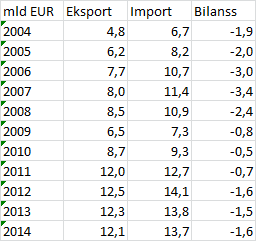 mld EUR Eksport Import Bilanss
2004 4,8 6,7 -1,9
2005 6,2 8,2 -2,0
2006 7,7 10,7 -3,0
2007 8,0 11,4 -3,4
2008 8,5 10,9 -2,4
2009 6,5 7,3 -0,8
2010 8,7 9,3 -0,5
2011 12,0 12,7 -0,7
2012 12,5 14,1 -1,6
2013 12,3 13,8 -1,5
2014 12,1 13,7 -1,6